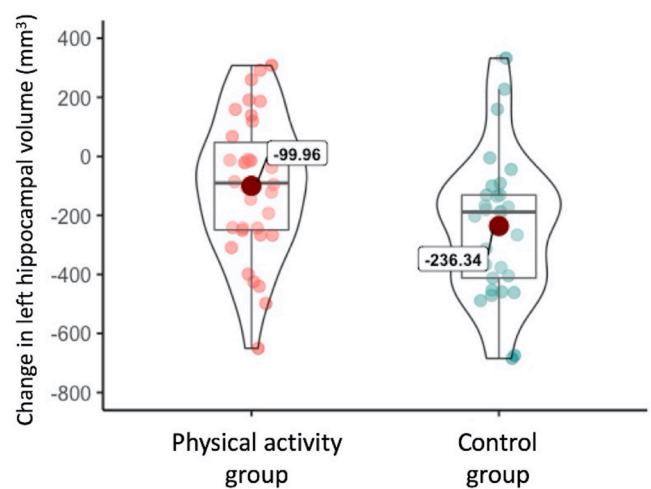 Change in left hippocampal volume (mm³)
400
200
0
-200
-400
-600
-800
-99.96
-236.34
Physical activity
group
Control
group